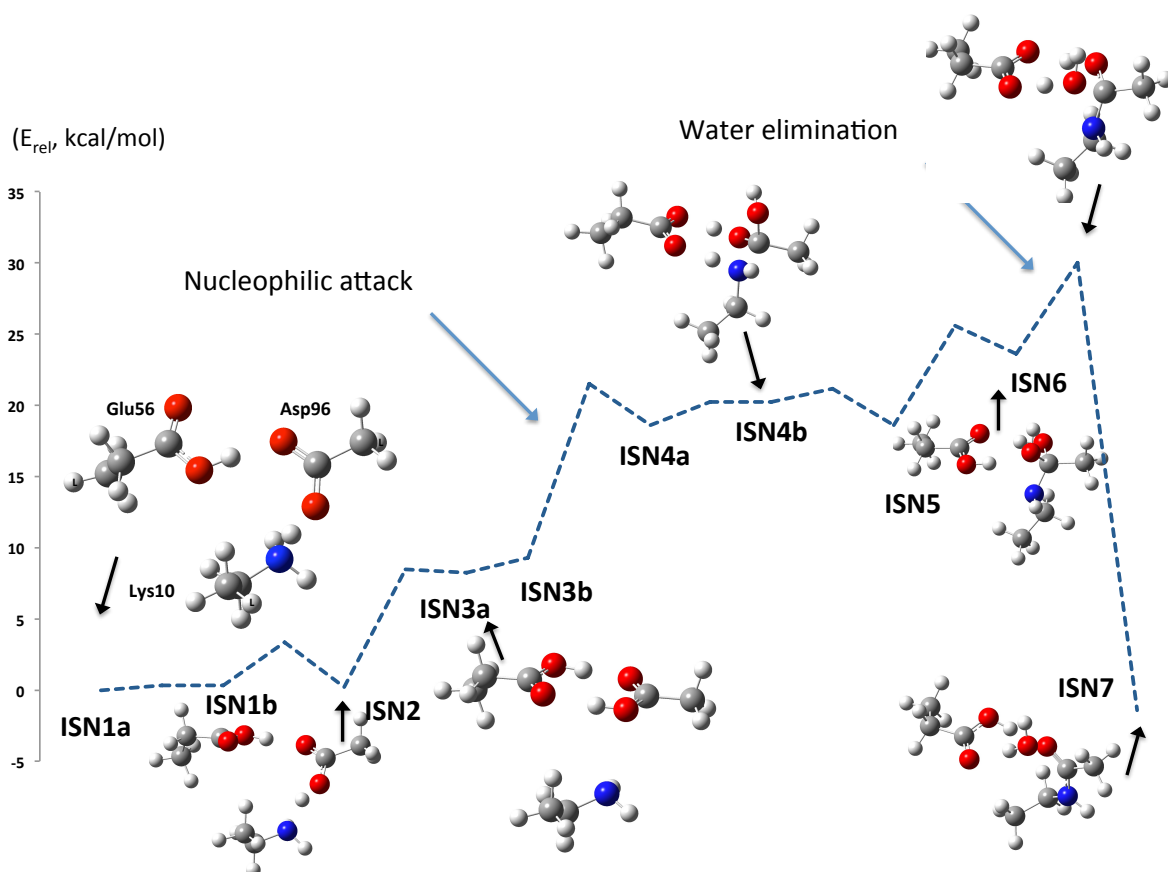 Water elimination
(Erel, kcal/mol)
35
30
Nucleophilic attack
25
ISN6
Glu56
Asp96
20
ISN4b
L
ISN4a
L
15
ISN5
10
Lys10
ISN3a
ISN3b
L
5
0
ISN7
ISN1a
ISN1b
ISN2
-5